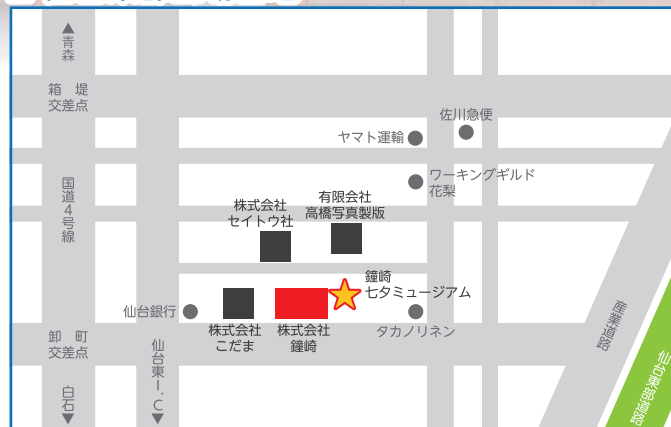 ▲青森
箱堤
交差点
佐川急便
ヤマト運輸
ワーキングギルド
花梨
国道4号線
有限会社
高橋写真製版
株式会社
セイトウ社
鐘崎
七夕ミュージアム
仙台銀行
株式会社
こだま
株式会社
鐘崎
タカノリネン
卸町
交差点
白石▼
仙台東I.C▼
産業道路
仙台東部道路